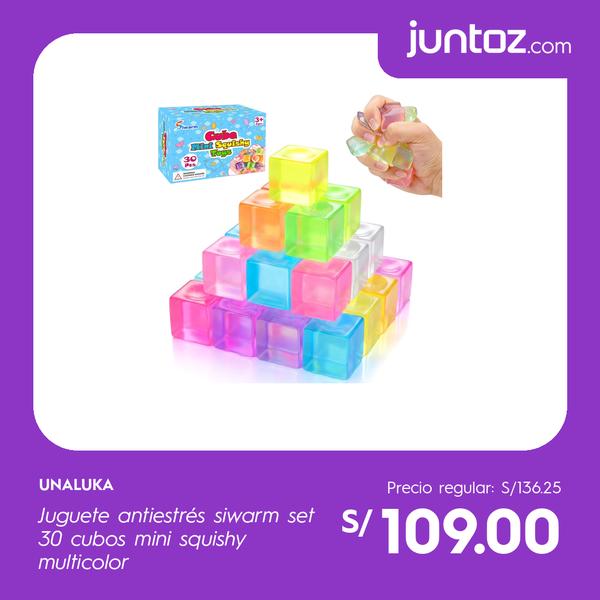 juntoz.com
3+
Cube
Mini Squishy
Toys
30
Pcs
UNALUKA
Juguete antiestrés siwarm set
30 cubos mini squishy
multicolor
Precio regular: S/136.25
S/109.00